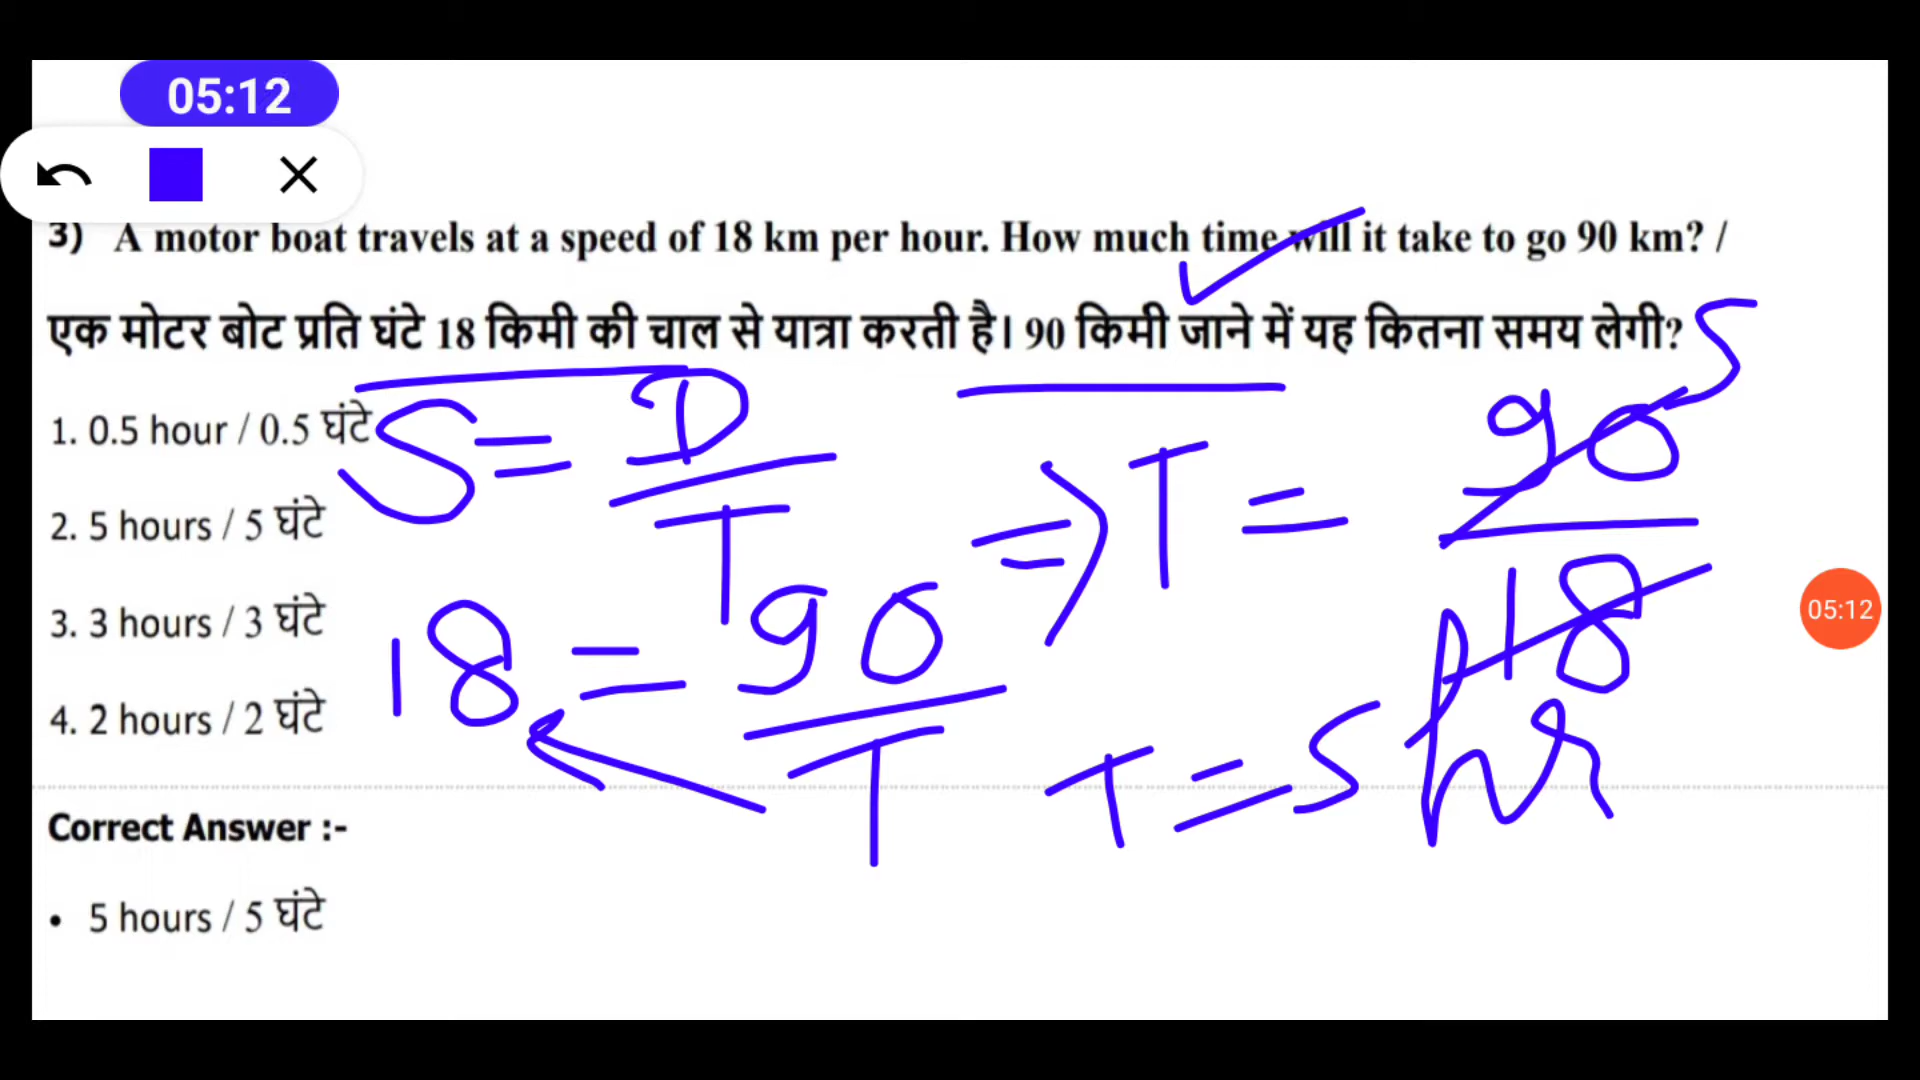 05:12
3) A motor boat travels at a speed of 18 km per hour. How much time will it take to go 90 km? /
एक मोटर बोट प्रति घंटे 18 किमी की चाल से यात्रा करती है। 90 किमी जाने में यह कितना समय लेगी?
1. 0.5 hour / 0.5 घंटे
2. 5 hours / 5 घंटे
3. 3 hours / 3 घंटे
4. 2 hours / 2 घंटे
S = D / T
18 = 90 / T
=> T = 90 / 18
5
T = 5 hr
05:12
Correct Answer :-
• 5 hours / 5 घंटे